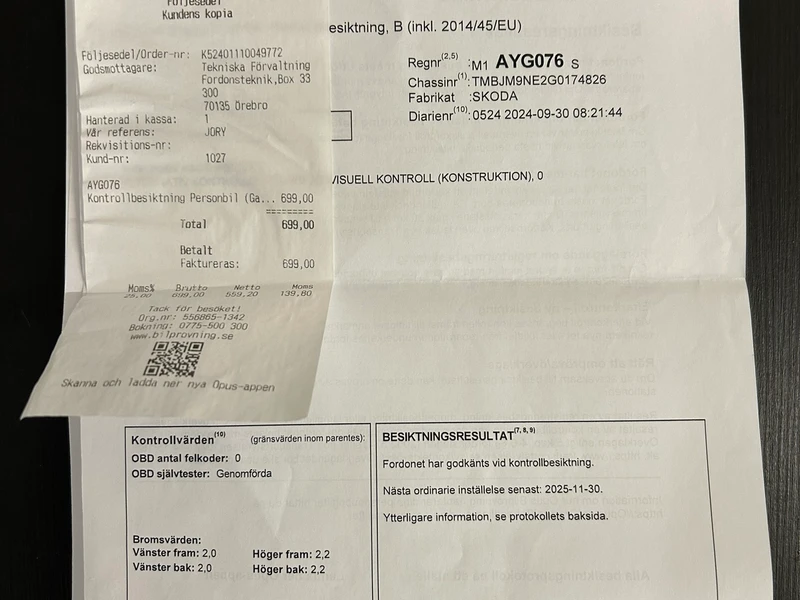 Följesedel
Kundens kopia
Följesedel/Order-nr: K52401110049772
Godsmottagare: Tekniska Förvaltning
Fordonsteknik,Box 33
300
70135 Örebro
Hanterad i kassa: 1
Vår referens: JORY
Rekvisitions-nr:
Kund-nr: 1027
AYG076
Kontrollbesiktning Personbil (Ga... 699,00
=========
Total 699,00
Betalt
Faktureras: 699,00
Moms% Brutto Netto Moms
25,00 699,00 559,20 139,80
Tack för besöket!
Org.nr: 556865-1342
Bokning: 0775-500 300
www.bilprovning.se
Skanna och ladda ner nya Opus-appen
esiktning, B (inkl. 2014/45/EU)
Regnr(2,5) :M1 AYG076 S
Chassinr(1):TMBJM9NE2G0174826
Fabrikat :SKODA
Diarienr(10) :0524 2024-09-30 08:21:44
VISUELL KONTROLL (KONSTRUKTION), 0
Kontrollvärden(10) (gränsvärden inom parentes):
OBD antal felkoder: 0
OBD självtester: Genomförda
Bromsvärden:
Vänster fram: 2,0 Höger fram: 2,2
Vänster bak: 2,0 Höger bak: 2,2
BESIKTNINGSRESULTAT(7, 8, 9)
Fordonet har godkänts vid kontrollbesiktning.
Nästa ordinarie inställelse senast: 2025-11-30.
Ytterligare information, se protokollets baksida.